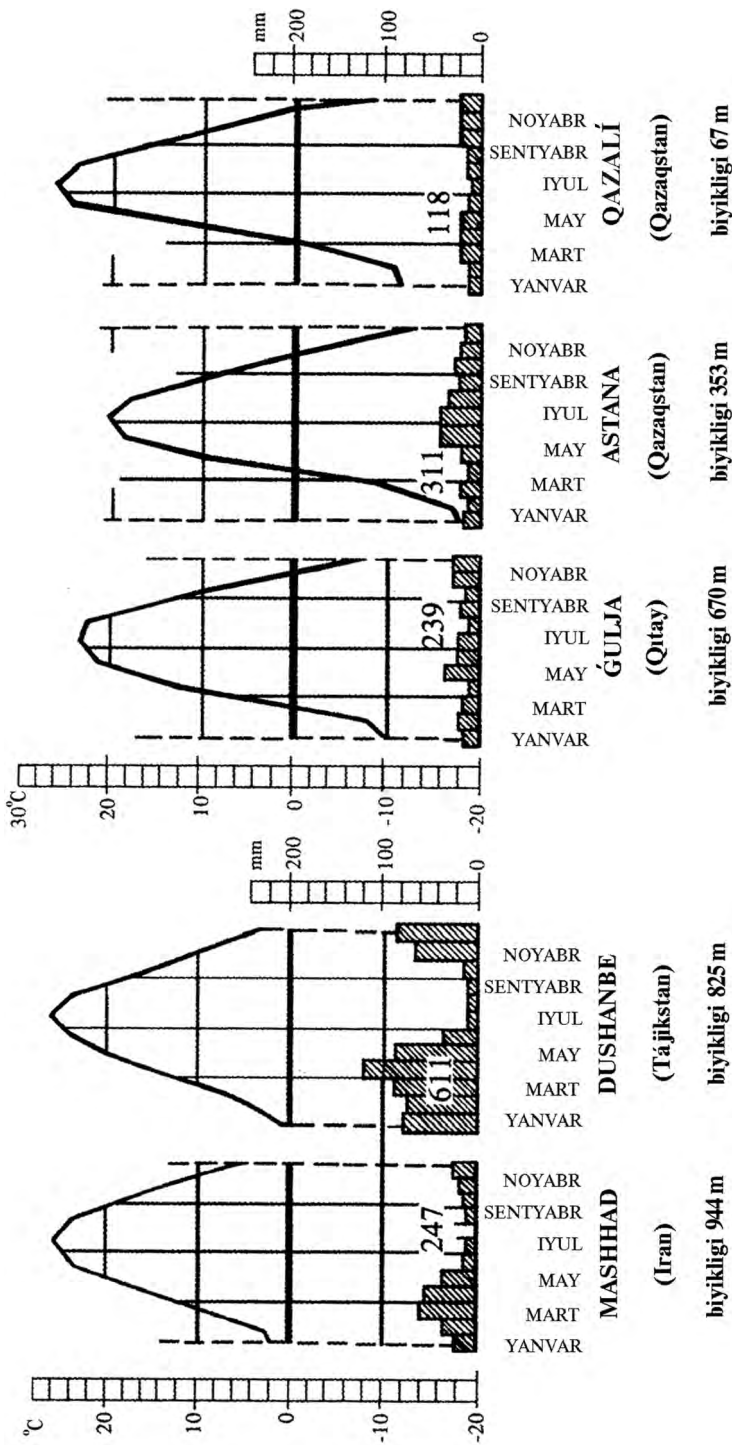 °C
20
10
0
-10
-20
247
YANVAR
MART
MAY
IYUL
SENTYABR
NOYABR
MASHHAD
(Iran)
biyikligi 944 m
611
YANVAR
MART
MAY
IYUL
SENTYABR
NOYABR
DUSHANBE
(Tájikstan)
biyikligi 825 m
mm
200
100
0
30°C
20
10
0
-10
-20
239
YANVAR
MART
MAY
IYUL
SENTYABR
NOYABR
ǴULJA
(Qıtay)
biyikligi 670 m
311
YANVAR
MART
MAY
IYUL
SENTYABR
NOYABR
ASTANA
(Qazaqstan)
biyikligi 353 m
118
YANVAR
MART
MAY
IYUL
SENTYABR
NOYABR
QAZALÍ
(Qazaqstan)
biyikligi 67 m
mm
200
100
0